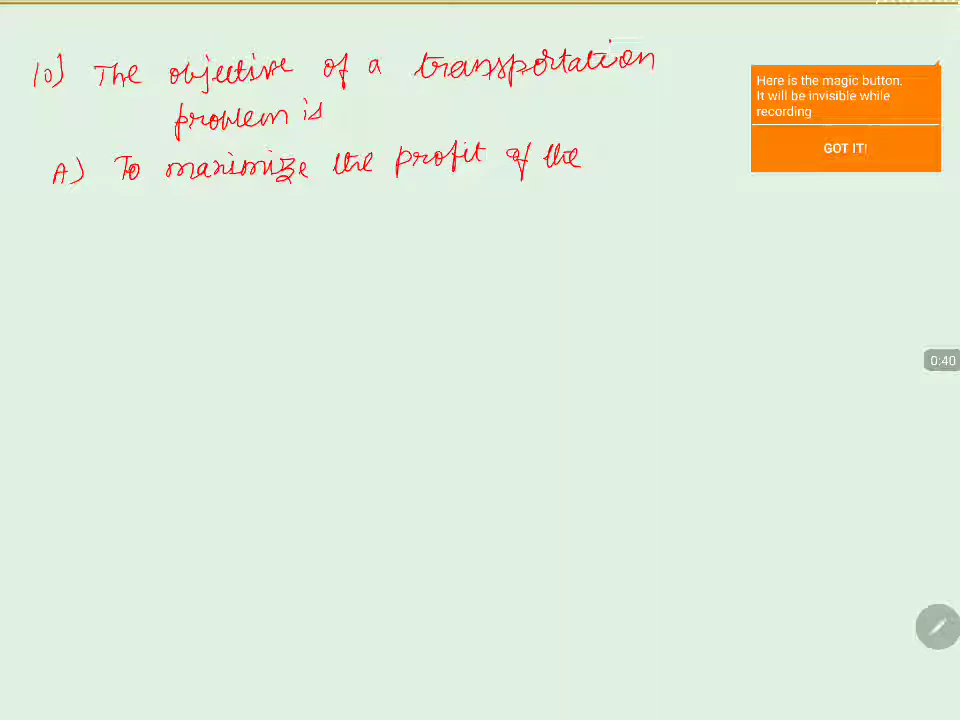 10) The objective of a transportation
problem is
A) To maximize the profit of the
Here is the magic button.
It will be invisible while
recording
GOT IT!
0:40